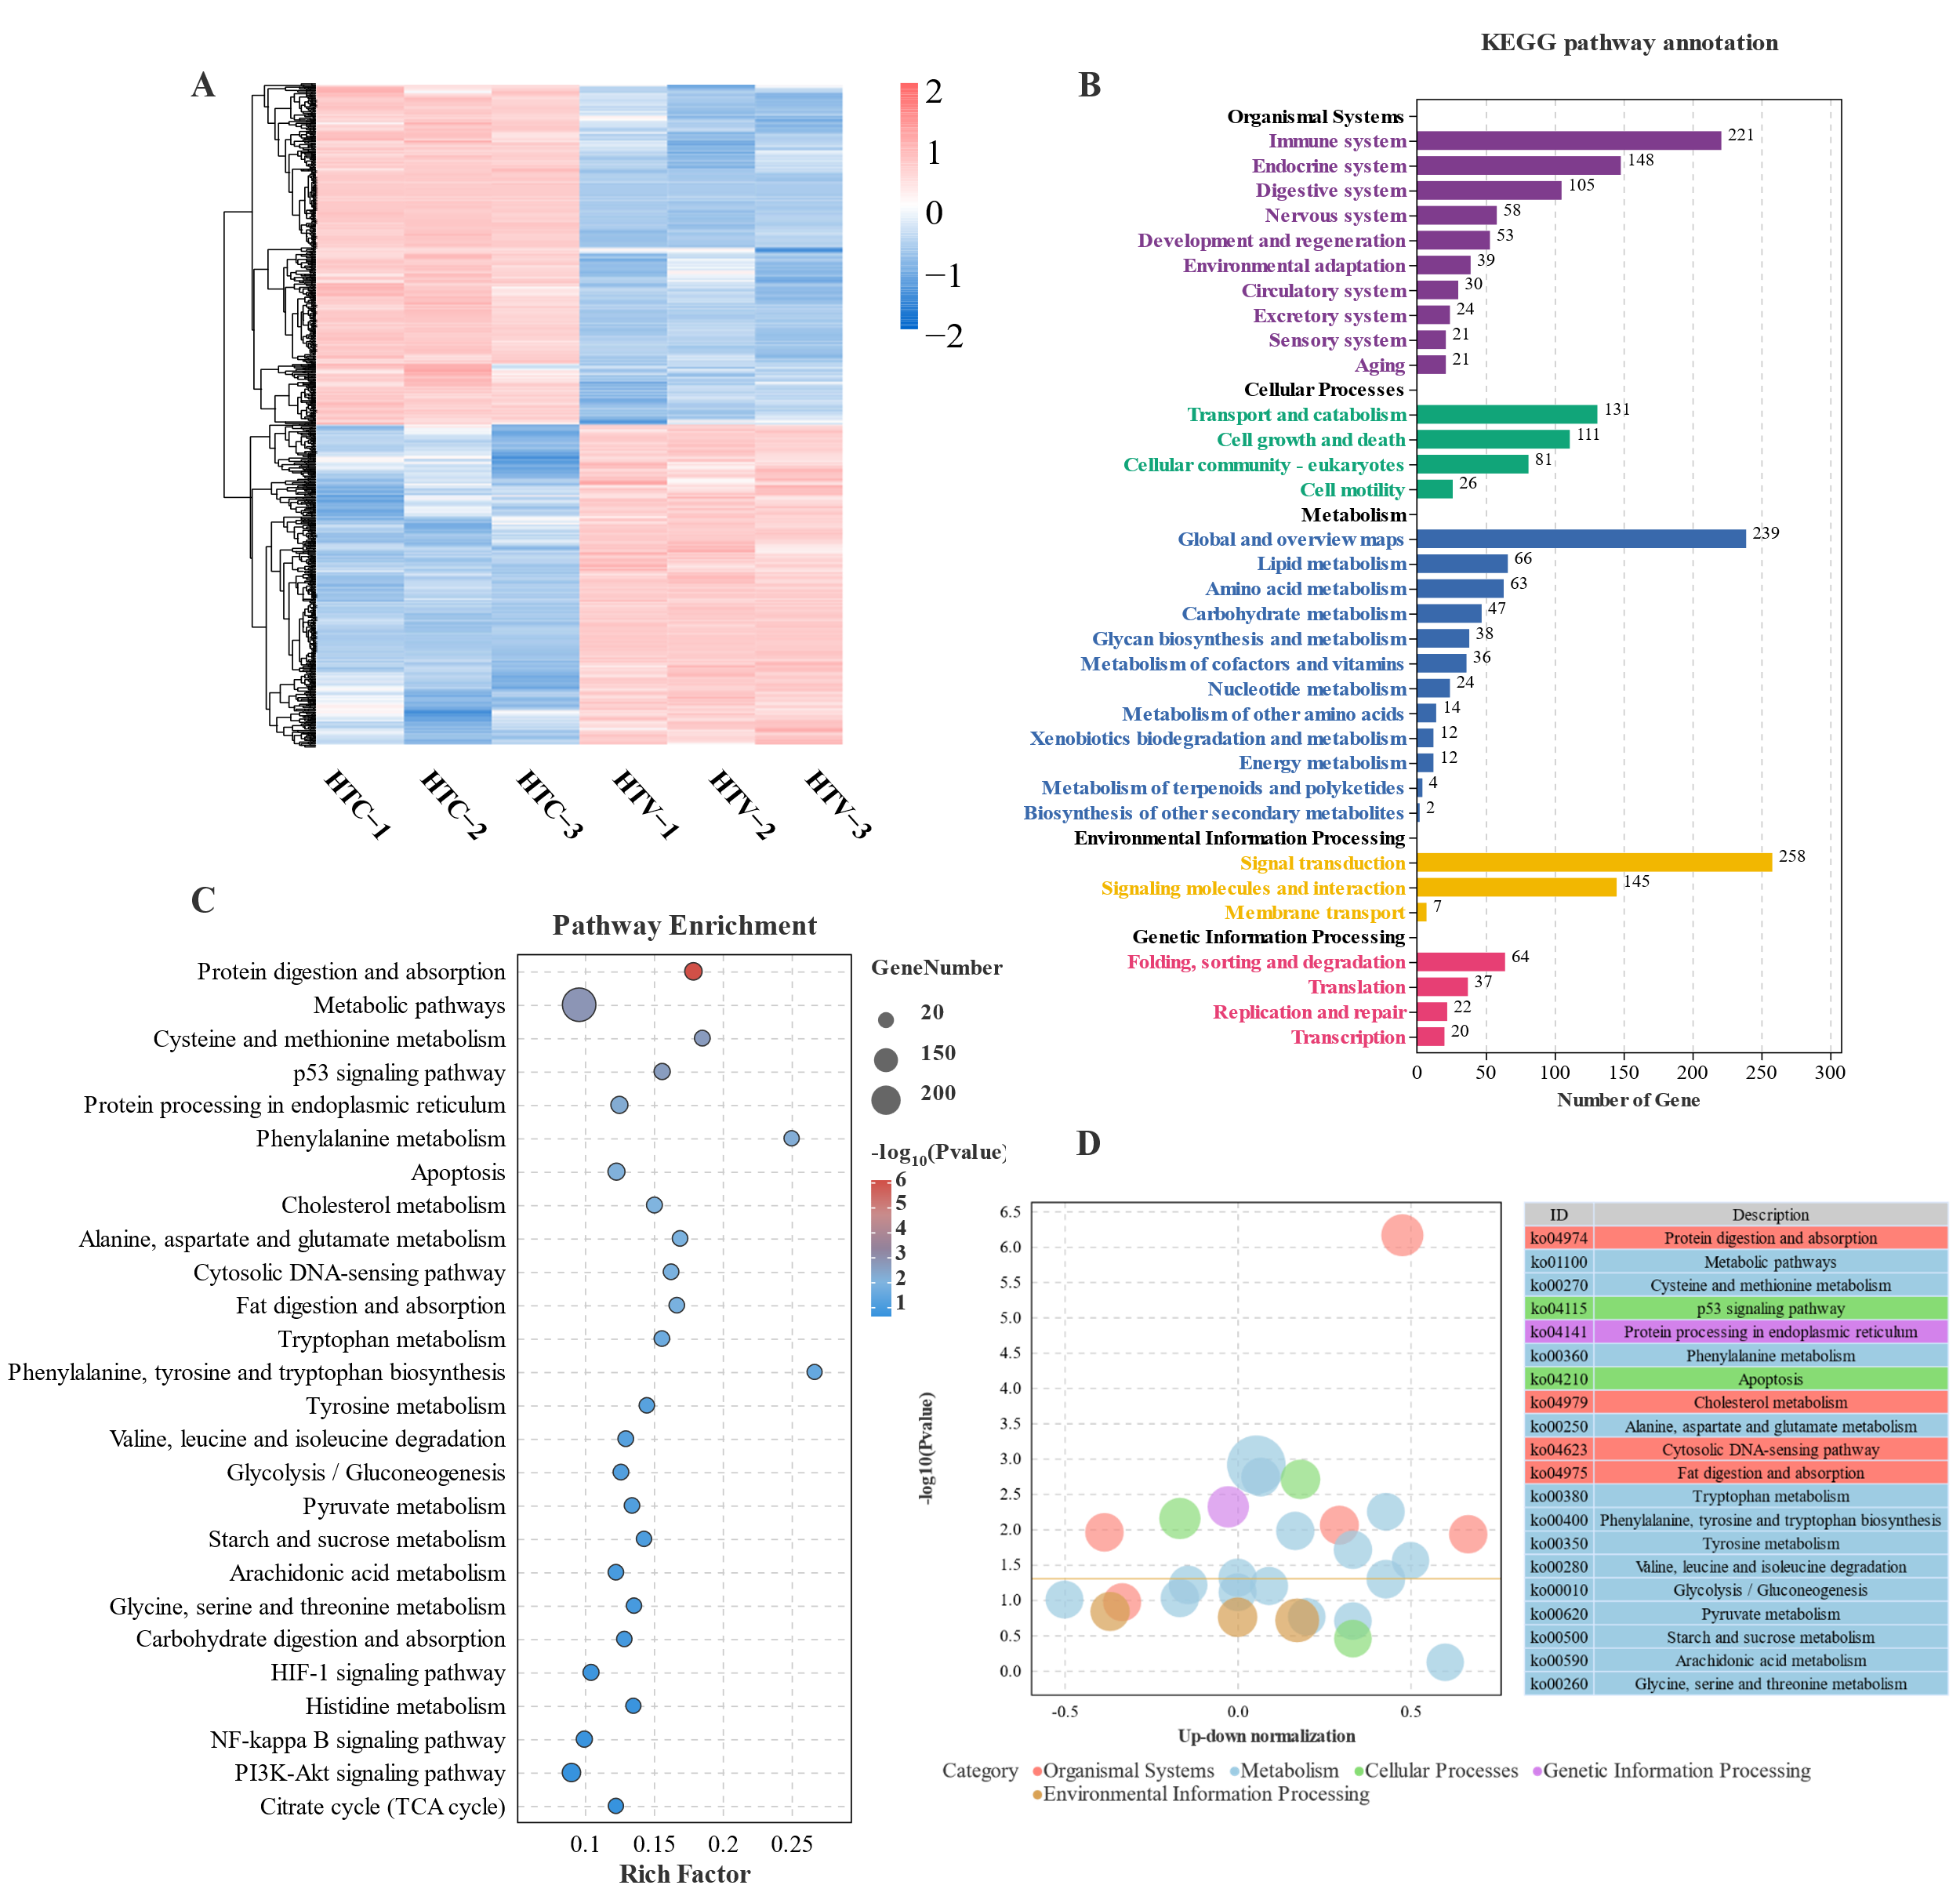 A
2
1
0
−1
−2
HTC−1
HTC−2
HTC−3
HTV−1
HTV−2
HTV−3
B
KEGG pathway annotation
Organismal Systems
Immune system 221
Endocrine system 148
Digestive system 105
Nervous system 58
Development and regeneration 53
Environmental adaptation 39
Circulatory system 30
Excretory system 24
Sensory system 21
Aging 21
Cellular Processes
Transport and catabolism 131
Cell growth and death 111
Cellular community - eukaryotes 81
Cell motility 26
Metabolism
Global and overview maps 239
Lipid metabolism 66
Amino acid metabolism 63
Carbohydrate metabolism 47
Glycan biosynthesis and metabolism 38
Metabolism of cofactors and vitamins 36
Nucleotide metabolism 24
Metabolism of other amino acids 14
Xenobiotics biodegradation and metabolism 12
Energy metabolism 12
Metabolism of terpenoids and polyketides 4
Biosynthesis of other secondary metabolites 2
Environmental Information Processing
Signal transduction 258
Signaling molecules and interaction 145
Membrane transport 7
Genetic Information Processing
Folding, sorting and degradation 64
Translation 37
Replication and repair 22
Transcription 20
0 50 100 150 200 250 300
Number of Gene
C
Pathway Enrichment
Protein digestion and absorption
Metabolic pathways
Cysteine and methionine metabolism
p53 signaling pathway
Protein processing in endoplasmic reticulum
Phenylalanine metabolism
Apoptosis
Cholesterol metabolism
Alanine, aspartate and glutamate metabolism
Cytosolic DNA-sensing pathway
Fat digestion and absorption
Tryptophan metabolism
Phenylalanine, tyrosine and tryptophan biosynthesis
Tyrosine metabolism
Valine, leucine and isoleucine degradation
Glycolysis / Gluconeogenesis
Pyruvate metabolism
Starch and sucrose metabolism
Arachidonic acid metabolism
Glycine, serine and threonine metabolism
Carbohydrate digestion and absorption
HIF-1 signaling pathway
Histidine metabolism
NF-kappa B signaling pathway
PI3K-Akt signaling pathway
Citrate cycle (TCA cycle)
0.1 0.15 0.2 0.25
Rich Factor
GeneNumber
20
150
200
-log10(Pvalue)
6
5
4
3
2
1
D
6.5
6.0
5.5
5.0
4.5
4.0
3.5
3.0
2.5
2.0
1.5
1.0
0.5
0.0
-log10(Pvalue)
-0.5 0.0 0.5
Up-down normalization
ID Description
ko04974 Protein digestion and absorption
ko01100 Metabolic pathways
ko00270 Cysteine and methionine metabolism
ko04115 p53 signaling pathway
ko04141 Protein processing in endoplasmic reticulum
ko00360 Phenylalanine metabolism
ko04210 Apoptosis
ko04979 Cholesterol metabolism
ko00250 Alanine, aspartate and glutamate metabolism
ko04623 Cytosolic DNA-sensing pathway
ko04975 Fat digestion and absorption
ko00380 Tryptophan metabolism
ko00400 Phenylalanine, tyrosine and tryptophan biosynthesis
ko00350 Tyrosine metabolism
ko00280 Valine, leucine and isoleucine degradation
ko00010 Glycolysis / Gluconeogenesis
ko00620 Pyruvate metabolism
ko00500 Starch and sucrose metabolism
ko00590 Arachidonic acid metabolism
ko00260 Glycine, serine and threonine metabolism
Category Organismal Systems Metabolism Cellular Processes Genetic Information Processing
Environmental Information Processing